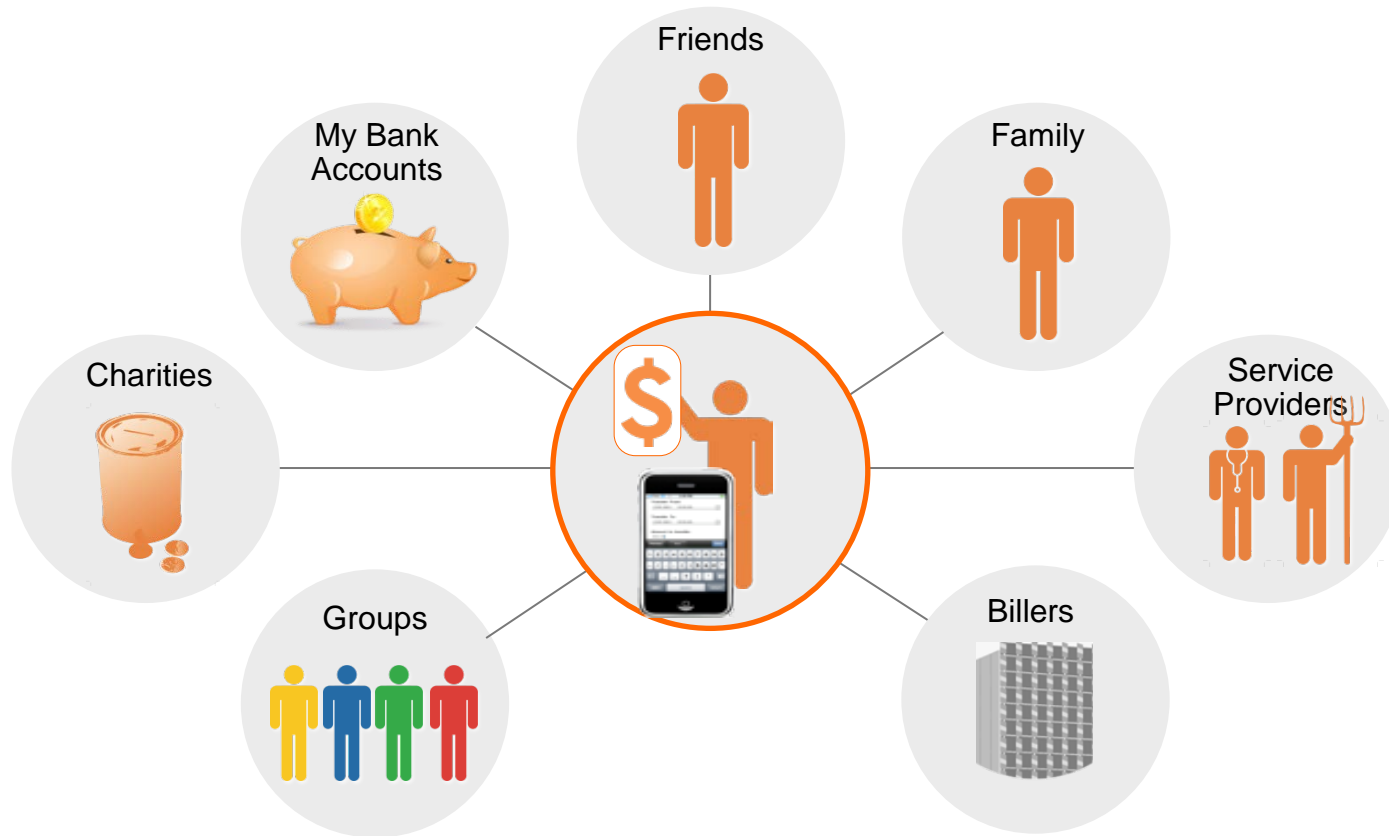 Friends
My Bank
Accounts
Family
Charities
Service
Providers
$
Groups
Billers